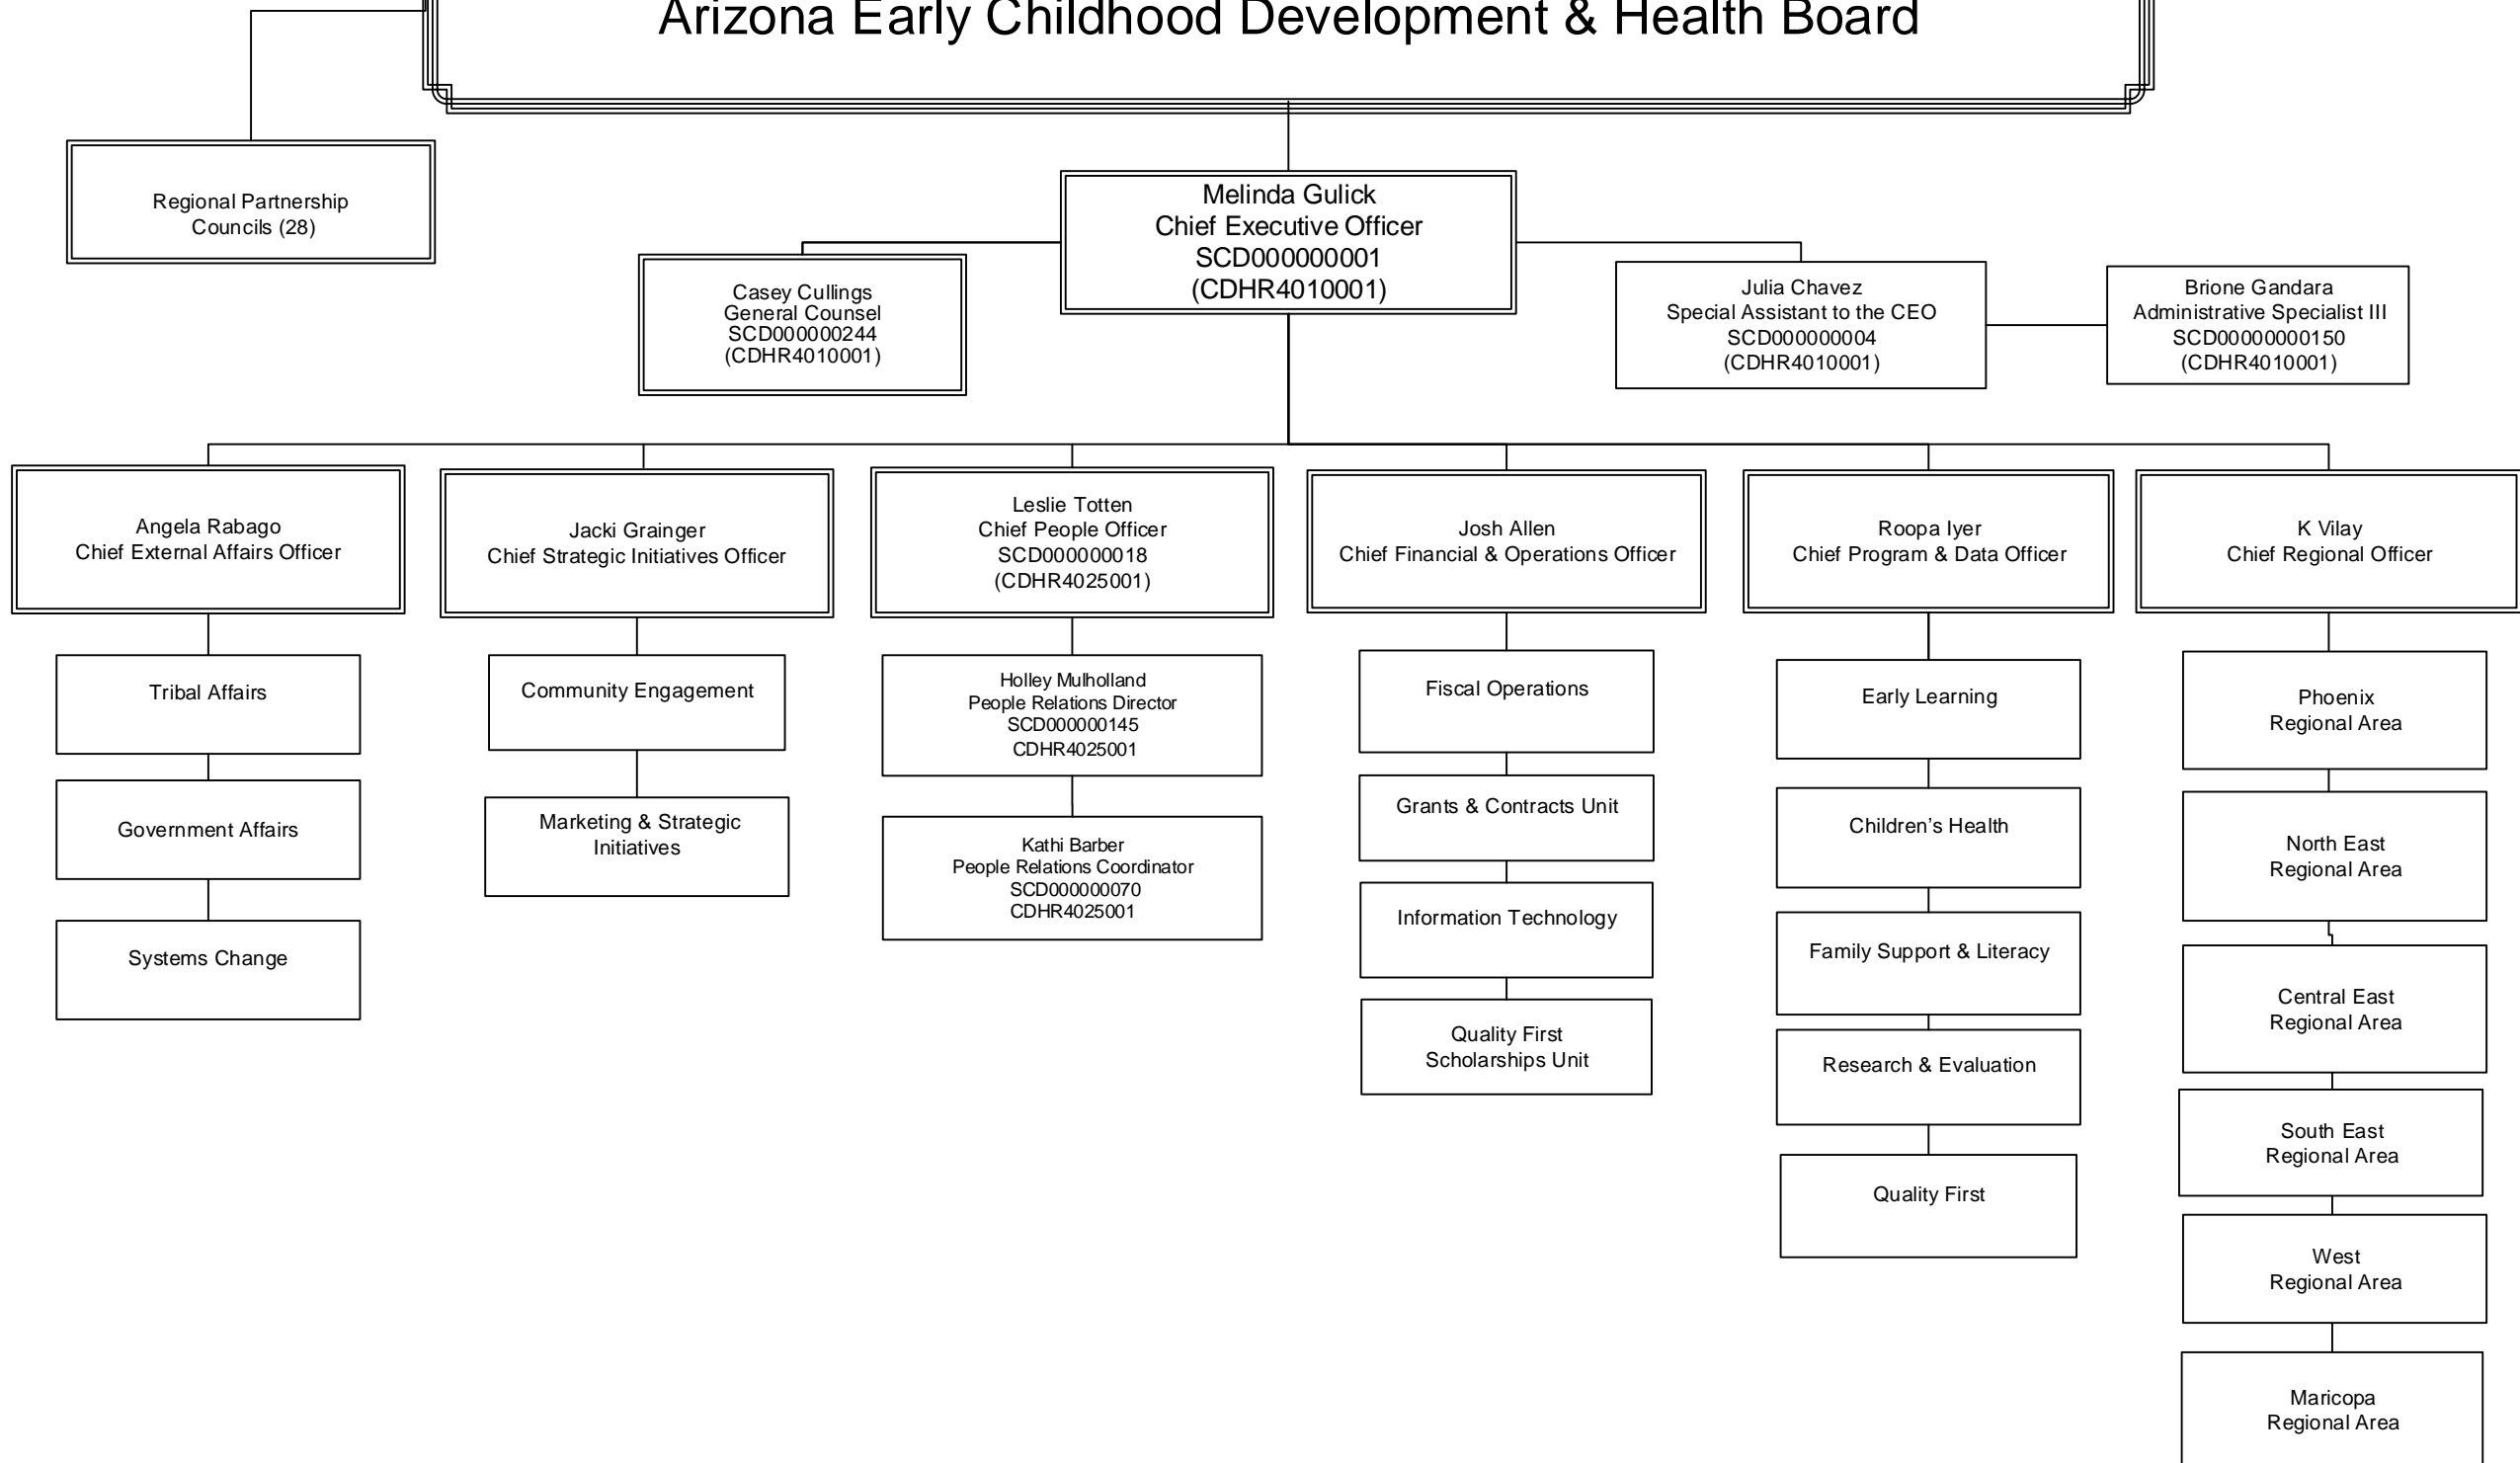 Arizona Early Childhood Development & Health Board
Regional Partnership
Councils (28)
Melinda Gulick
Chief Executive Officer
SCD000000001
(CDHR4010001)
Casey Cullings
General Counsel
SCD000000244
(CDHR4010001)
Julia Chavez
Special Assistant to the CEO
SCD000000004
(CDHR4010001)
Brione Gandara
Administrative Specialist III
SCD00000000150
(CDHR4010001)
Angela Rabago
Chief External Affairs Officer
Jacki Grainger
Chief Strategic Initiatives Officer
Leslie Totten
Chief People Officer
SCD000000018
(CDHR4025001)
Josh Allen
Chief Financial & Operations Officer
Roopa Iyer
Chief Program & Data Officer
K Vilay
Chief Regional Officer
Tribal Affairs
Government Affairs
Systems Change
Community Engagement
Marketing & Strategic
Initiatives
Holley Mulholland
People Relations Director
SCD000000145
CDHR4025001
Kathi Barber
People Relations Coordinator
SCD000000070
CDHR4025001
Fiscal Operations
Grants & Contracts Unit
Information Technology
Quality First
Scholarships Unit
Early Learning
Children’s Health
Family Support & Literacy
Research & Evaluation
Quality First
Phoenix
Regional Area
North East
Regional Area
Central East
Regional Area
South East
Regional Area
West
Regional Area
Maricopa
Regional Area